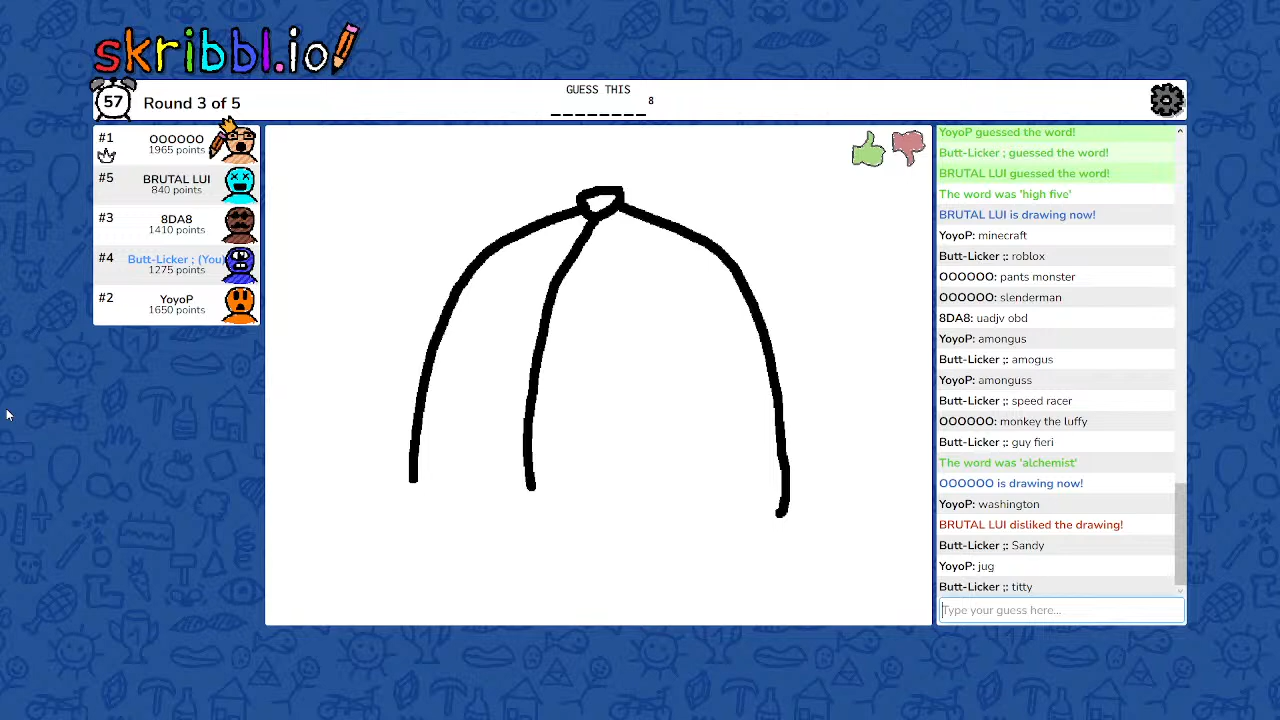 skribbl.io
57
Round 3 of 5
GUESS THIS
________ 8
#1
OOOOOO
1965 points
#5
BRUTAL LUI
840 points
#3
8DA8
1410 points
#4
Butt-Licker ; (You)
1275 points
#2
YoyoP
1650 points
YoyoP guessed the word!
Butt-Licker ; guessed the word!
BRUTAL LUI guessed the word!
The word was 'high five'
BRUTAL LUI is drawing now!
YoyoP: minecraft
Butt-Licker ;: roblox
OOOOOO: pants monster
OOOOOO: slenderman
8DA8: uadjv obd
YoyoP: amongus
Butt-Licker ;: amogus
YoyoP: amonguss
Butt-Licker ;: speed racer
OOOOOO: monkey the luffy
Butt-Licker ;: guy fieri
The word was 'alchemist'
OOOOOO is drawing now!
YoyoP: washington
BRUTAL LUI disliked the drawing!
Butt-Licker ;: Sandy
YoyoP: jug
Butt-Licker ;: titty
Type your guess here...